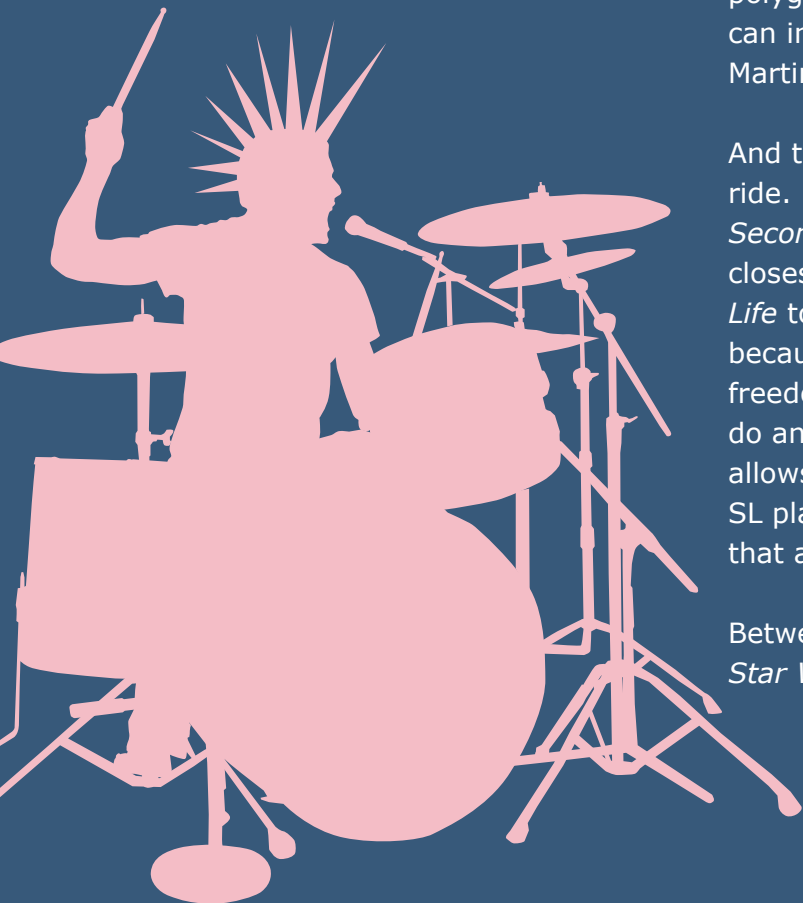 can in
Martin
And t
ride.
Secon
closes
Life to
becau
freedo
do an
allows
SL pla
that a
Betwe
Star